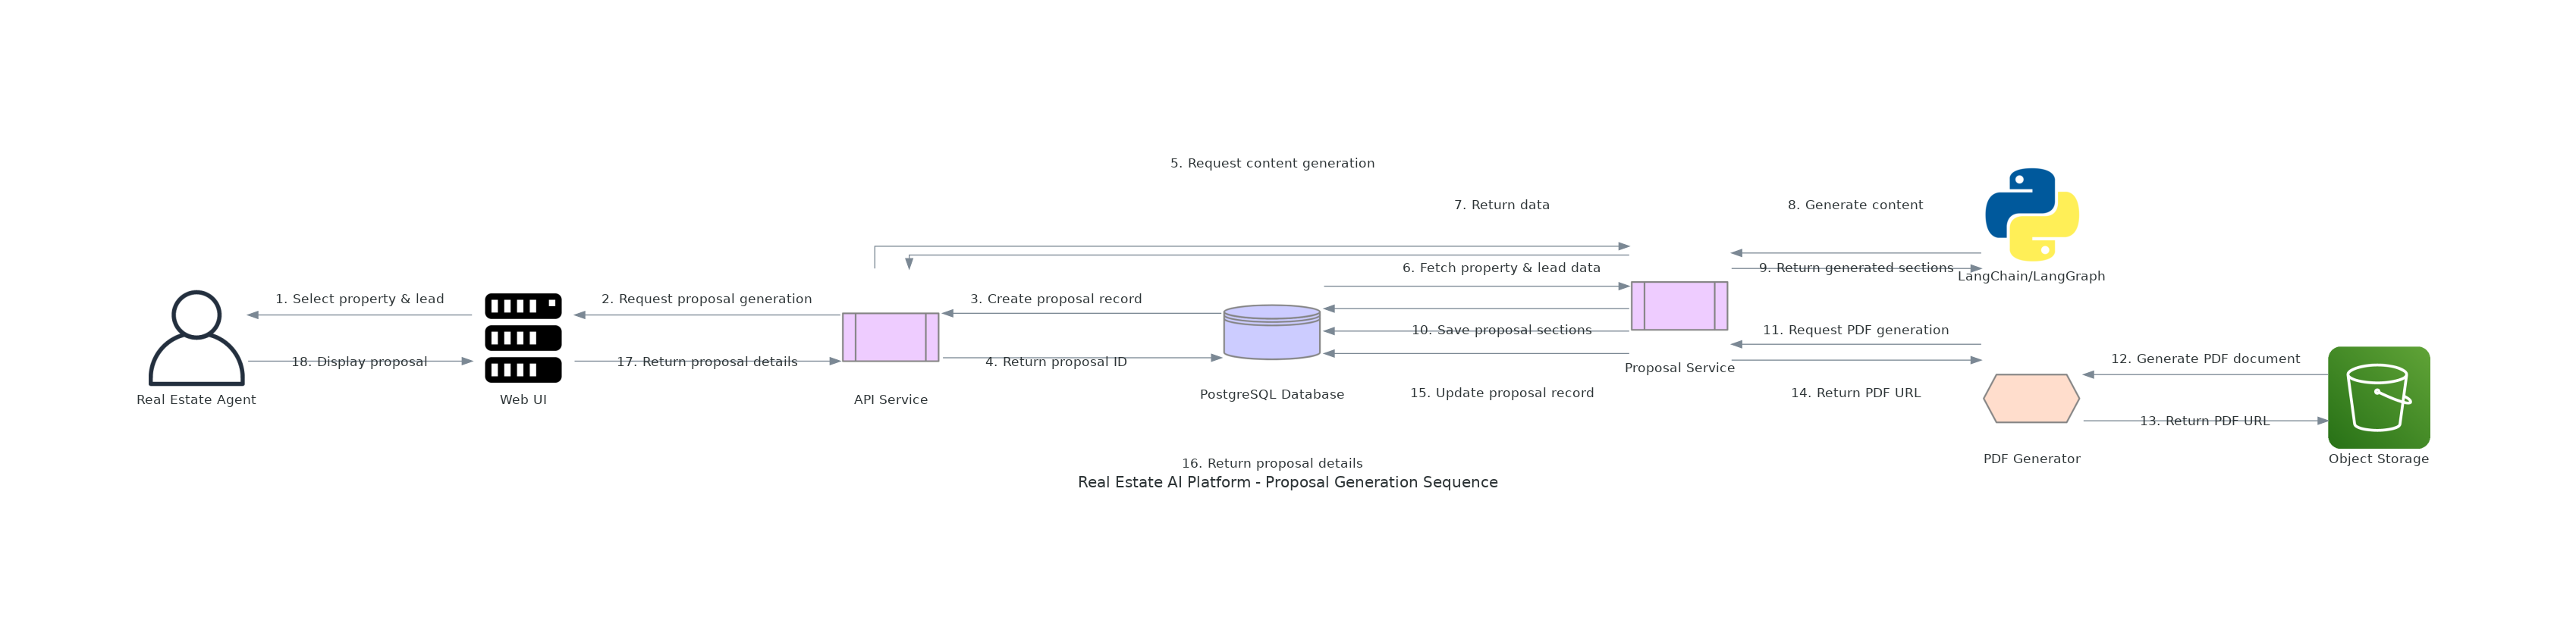 5. Request content generation
7. Return data
8. Generate content
6. Fetch property & lead data
9. Return generated sections
LangChain/LangGraph
1. Select property & lead
2. Request proposal generation
3. Create proposal record
10. Save proposal sections
11. Request PDF generation
18. Display proposal
17. Return proposal details
4. Return proposal ID
Proposal Service
12. Generate PDF document
Real Estate Agent
Web UI
API Service
PostgreSQL Database
15. Update proposal record
14. Return PDF URL
13. Return PDF URL
16. Return proposal details
PDF Generator
Object Storage
Real Estate AI Platform - Proposal Generation Sequence